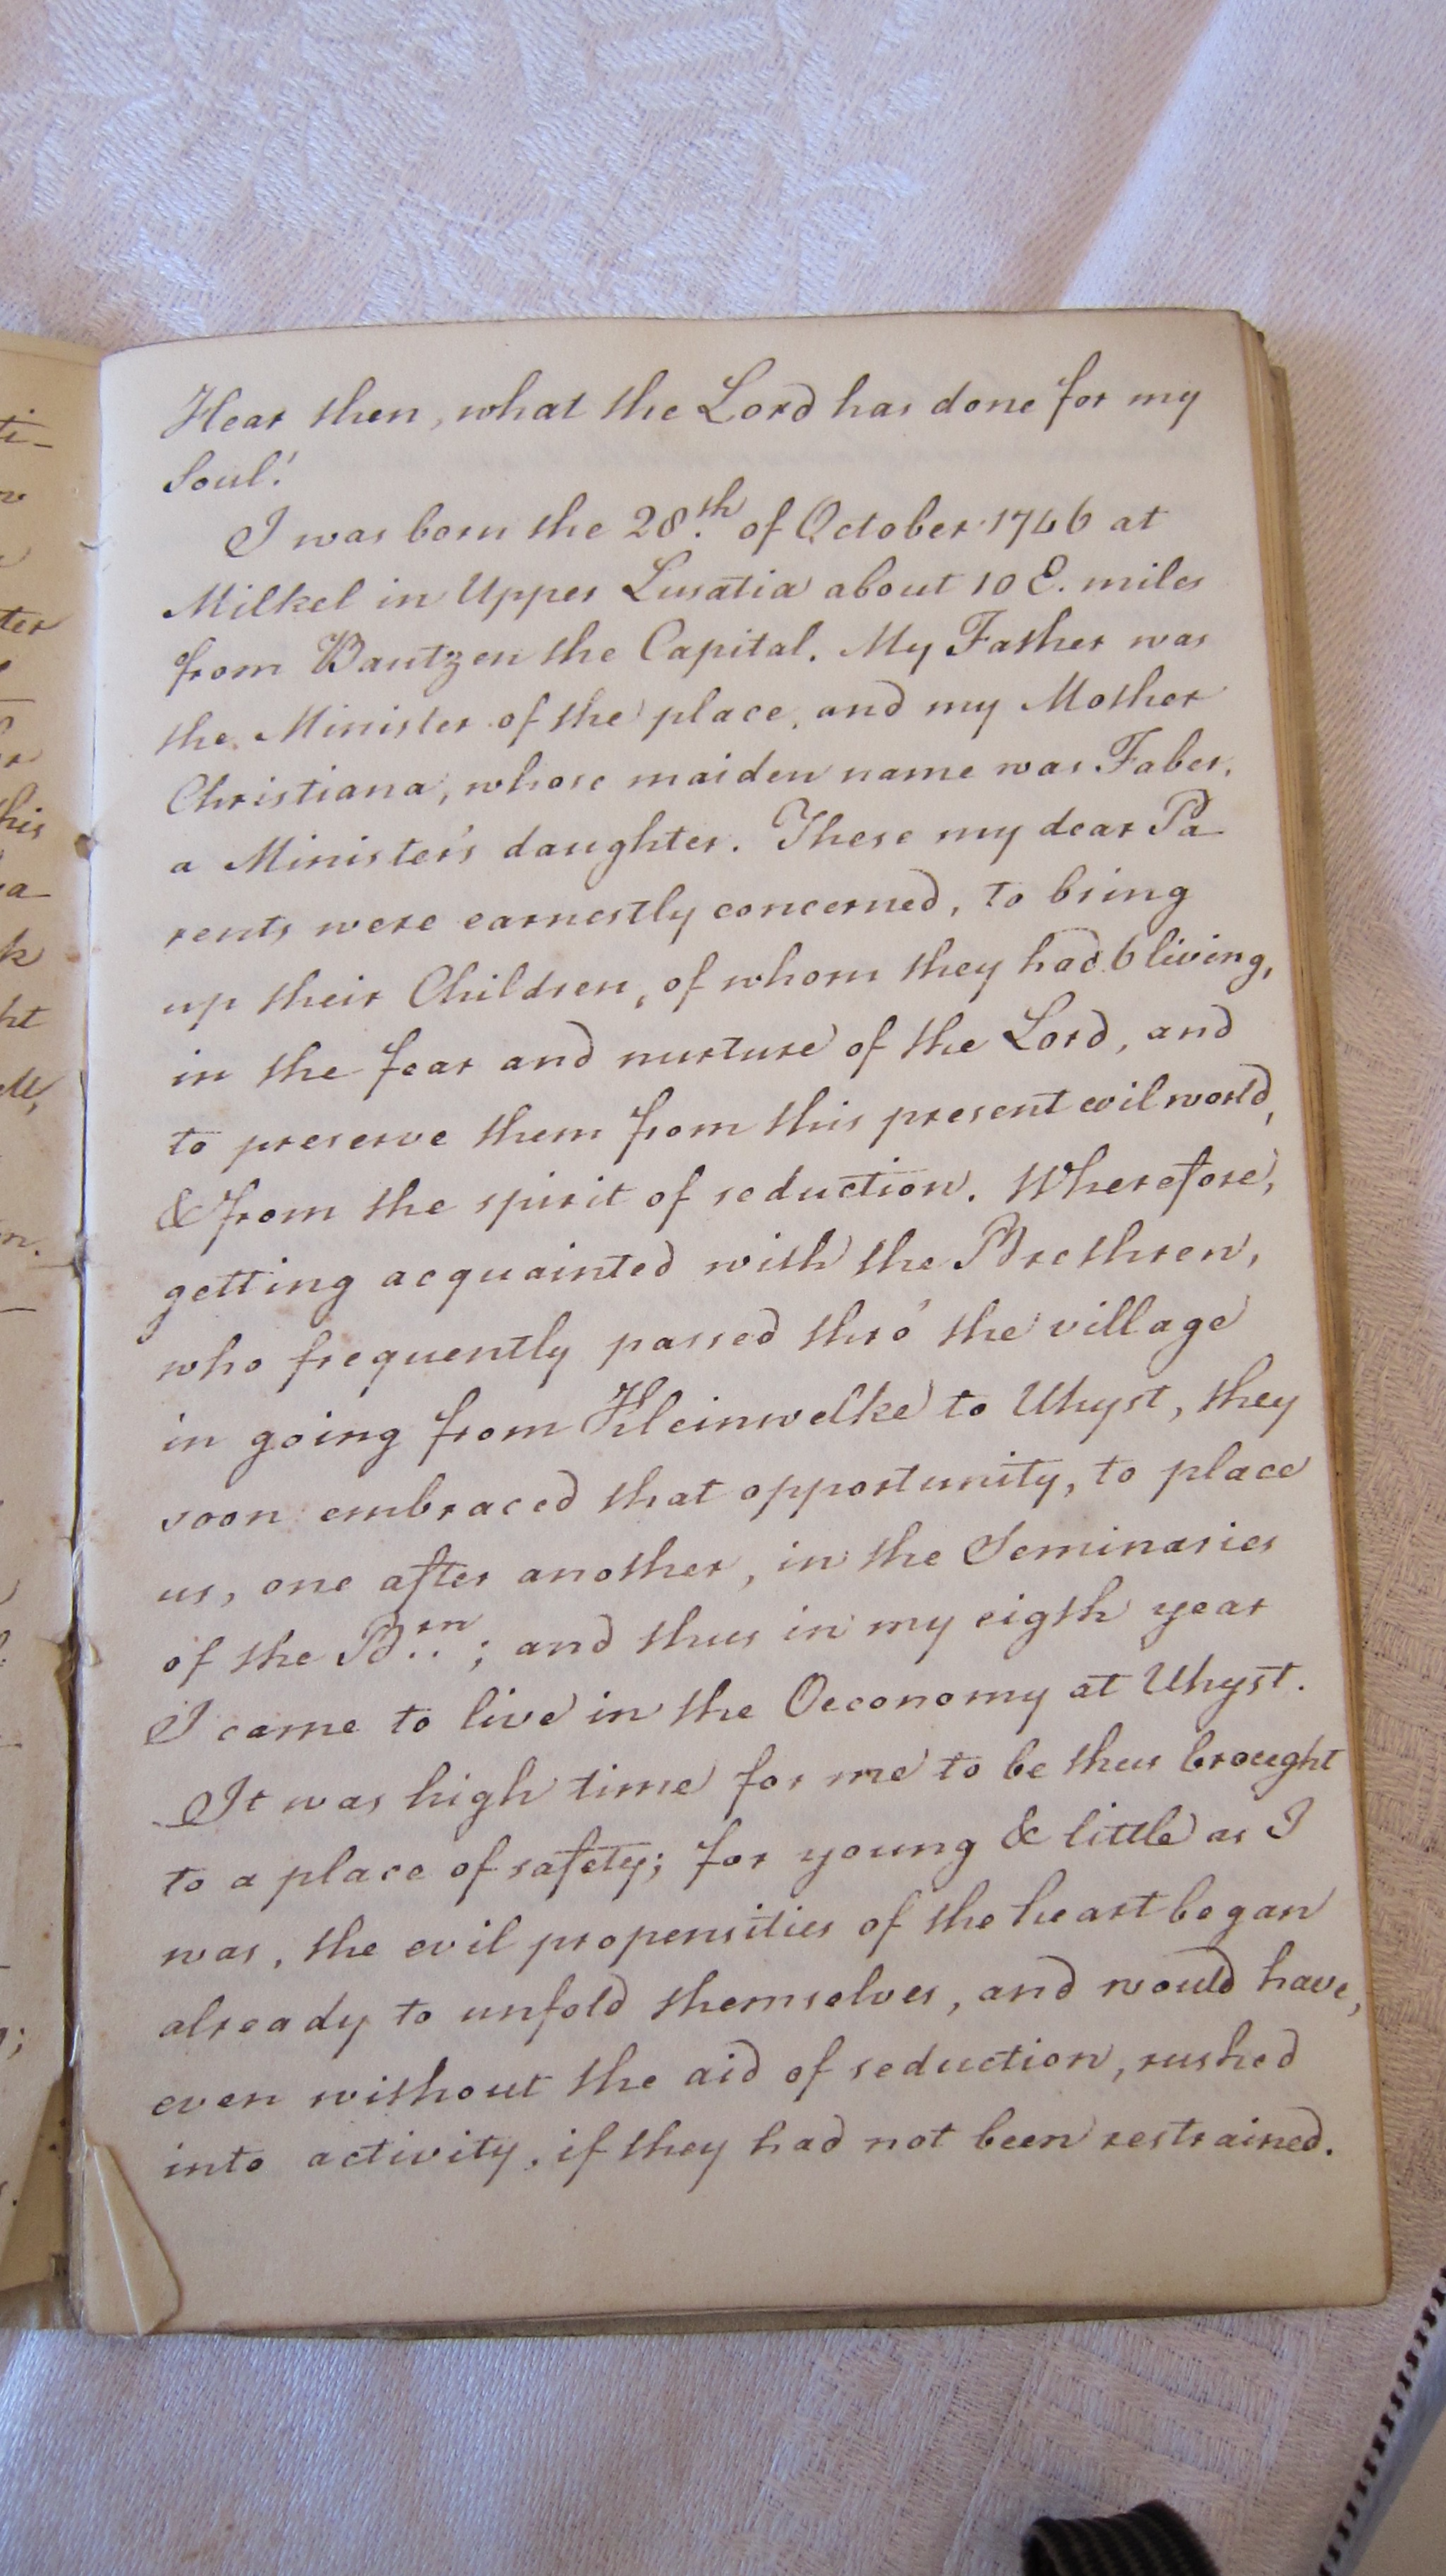 Hear then, what the Lord has done for my
Soul!
I was born the 28.th of October 1746 at
Milkel in Upper Lusatia about 10 E. miles
from Bautzen the Capital. My Father was
the Minister of the place, and my Mother
Christiana, whose maiden name was Faber,
a Minister's daughter. These my dear Pa-
rents were earnestly concerned, to bring
up their Children, of whom they had 6 living,
in the fear and nurture of the Lord, and
to preserve them from this present evil world,
& from the spirit of seduction. Wherefore,
getting acquainted with the Brethren,
who frequently passed thro' the village
in going from Kleinwelke to Uhyst, they
soon embraced that opportunity, to place
us, one after another, in the Seminaries
of the B..rn; and thus in my eigth year
I came to live in the Oeconomy at Uhyst.
It was high time for me to be thus brought
to a place of safety; for young & little as I
was, the evil propensities of the heart began
already to unfold themselves, and would have,
even without the aid of seduction, rushed
into activity, if they had not been restrained.